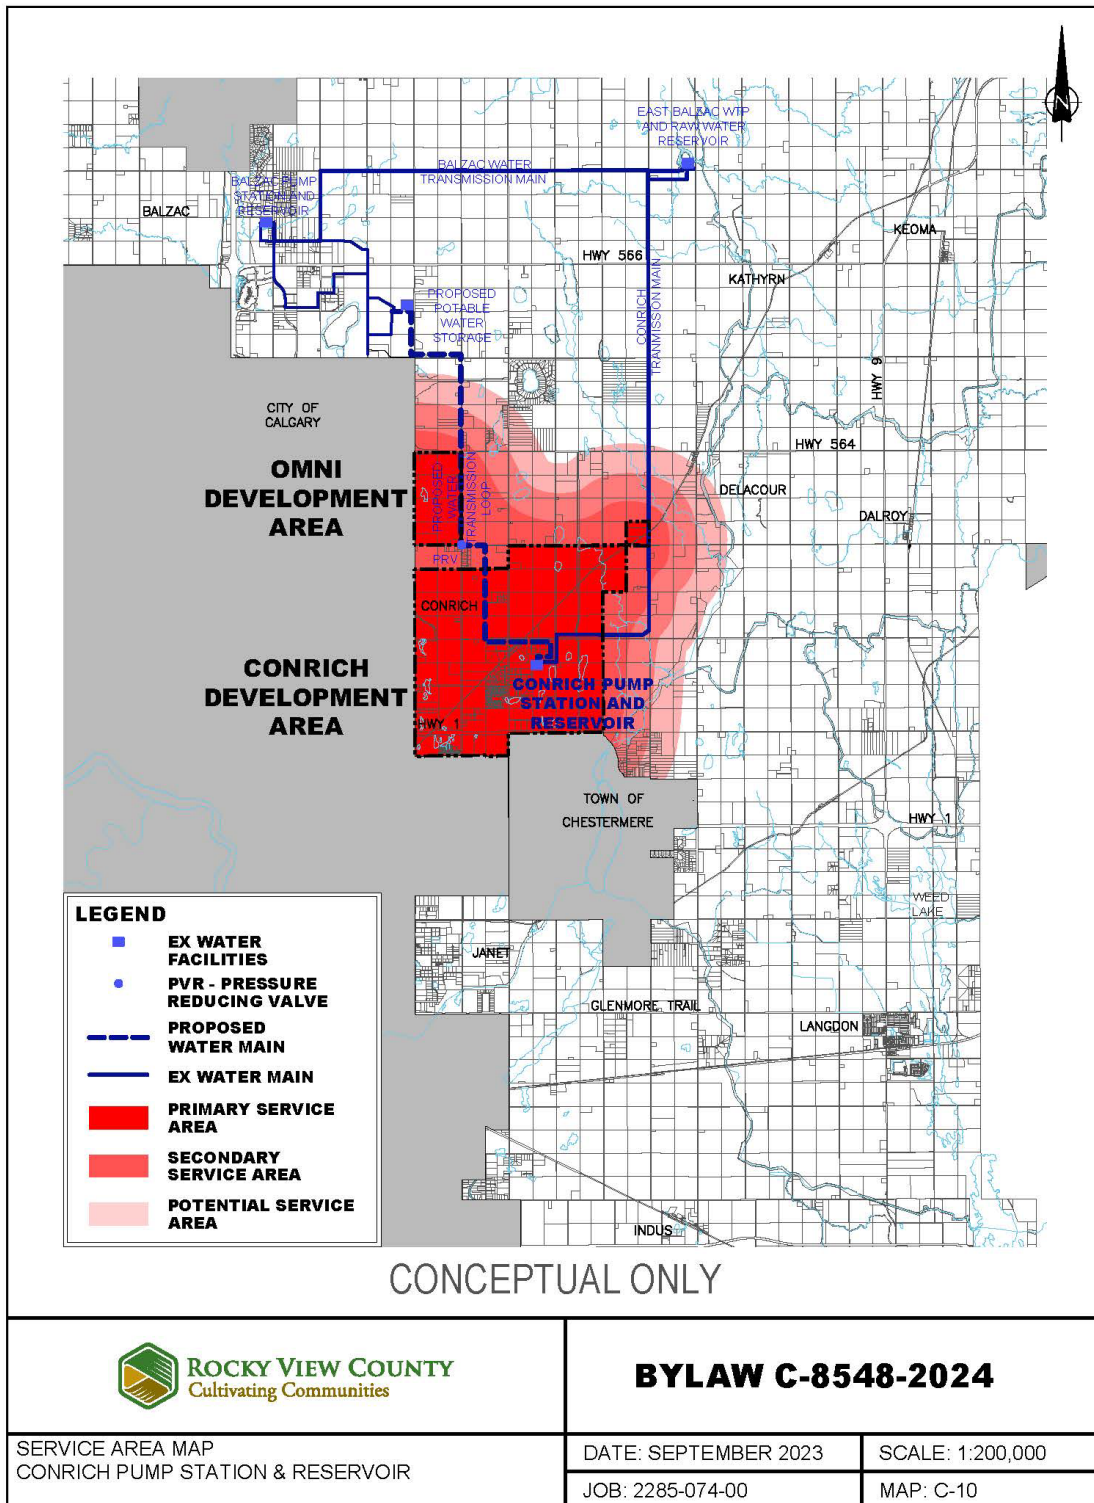 EAST BALZAC WTP
AND RAW WATER
RESERVOIR
N
BALZAC WATER
TRANSMISSION MAIN
BALZAC PUMP
STATION AND
RESERVOIR
BALZAC
KEOMA
HWY 566
KATHYRN
CONRICH
TRANMISSION MAIN
PROPOSED
POTABLE
WATER
STORAGE
HWY 9
CITY OF
CALGARY
HWY 564
OMNI
DEVELOPMENT
AREA
PROPOSED
WATER
TRANSMISSION
LOOP
DELACOUR
DALROY
PRV
CONRICH
CONRICH
DEVELOPMENT
AREA
CONRICH PUMP
STATION AND
RESERVOIR
HWY 1
TOWN OF
CHESTERMERE
HWY 1
WEED
LAKE
JANET
GLENMORE TRAIL
LANGDON
INDUS
LEGEND
EX WATER
FACILITIES
PVR - PRESSURE
REDUCING VALVE
PROPOSED
WATER MAIN
EX WATER MAIN
PRIMARY SERVICE
AREA
SECONDARY
SERVICE AREA
POTENTIAL SERVICE
AREA
CONCEPTUAL ONLY
ROCKY VIEW COUNTY
Cultivating Communities
BYLAW C-8548-2024
SERVICE AREA MAP
CONRICH PUMP STATION & RESERVOIR
DATE: SEPTEMBER 2023
SCALE: 1:200,000
JOB: 2285-074-00
MAP: C-10